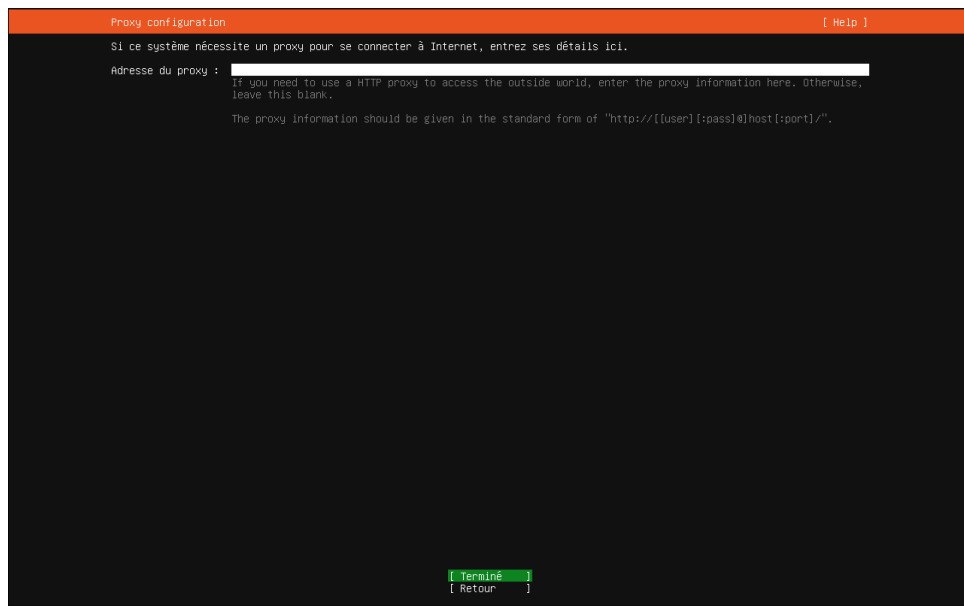 Proxy configuration [ Help ]
Si ce système nécessite un proxy pour se connecter à Internet, entrez ses détails ici.
Adresse du proxy :
If you need to use a HTTP proxy to access the outside world, enter the proxy information here. Otherwise,
leave this blank.
The proxy information should be given in the standard form of "http://[[user][:pass]@]host[:port]/".
[ Terminé ]
[ Retour ]